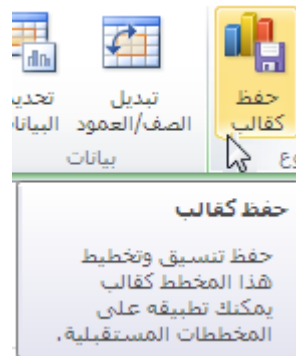 حفظ كقالب
تبديل الصف/العمود
بيانات
حفظ كقالب
حفظ تنسيق وتخطيط
هذا المخطط كقالب
يمكنك تطبيقه على
المخططات المستقبلية.